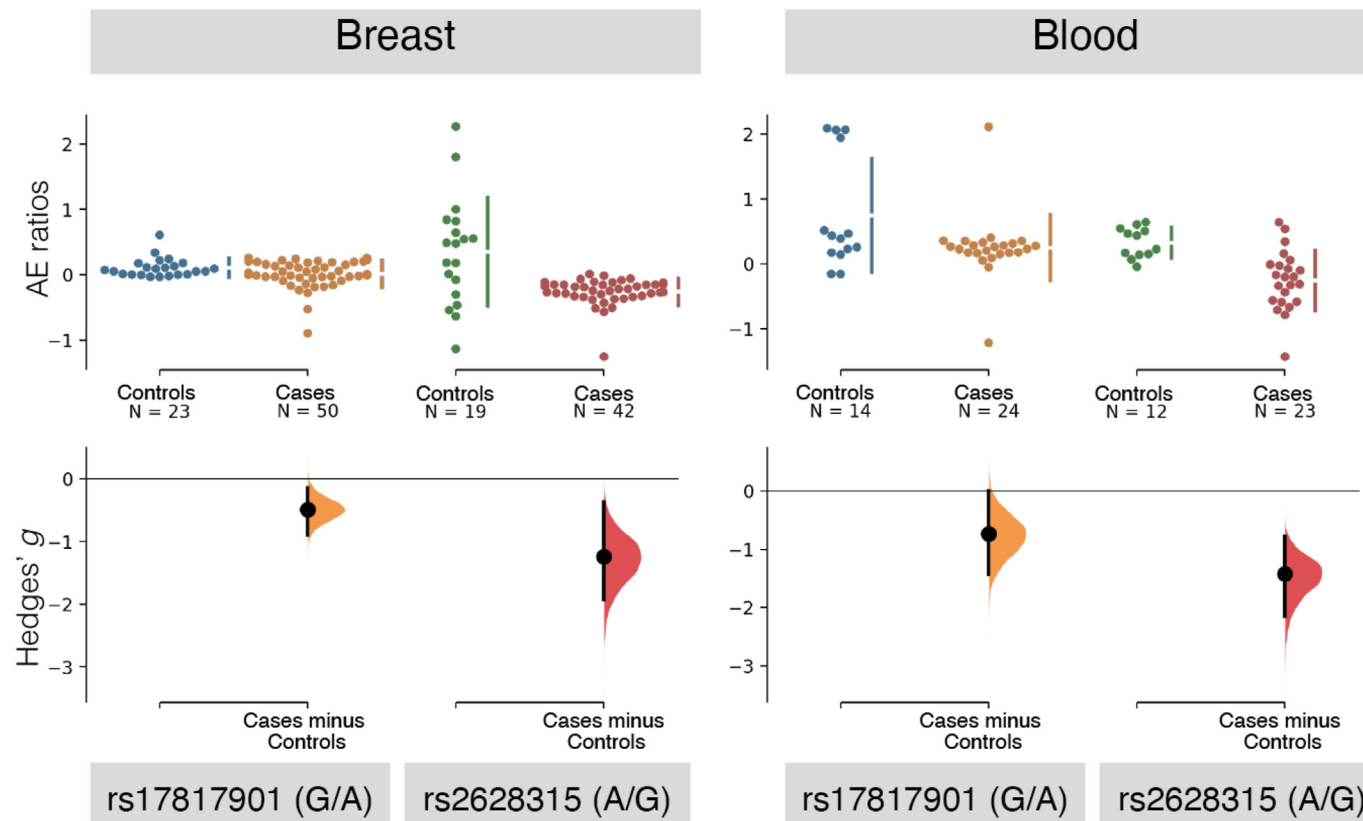 Breast
Blood
AE ratios
2
1
0
−1
Controls
N = 23
Cases
N = 50
Controls
N = 19
Cases
N = 42
2
1
0
−1
Controls
N = 14
Cases
N = 24
Controls
N = 12
Cases
N = 23
Hedges' g
0
−1
−2
−3
Cases minus
Controls
Cases minus
Controls
0
−1
−2
−3
Cases minus
Controls
Cases minus
Controls
rs17817901 (G/A)
rs2628315 (A/G)
rs17817901 (G/A)
rs2628315 (A/G)